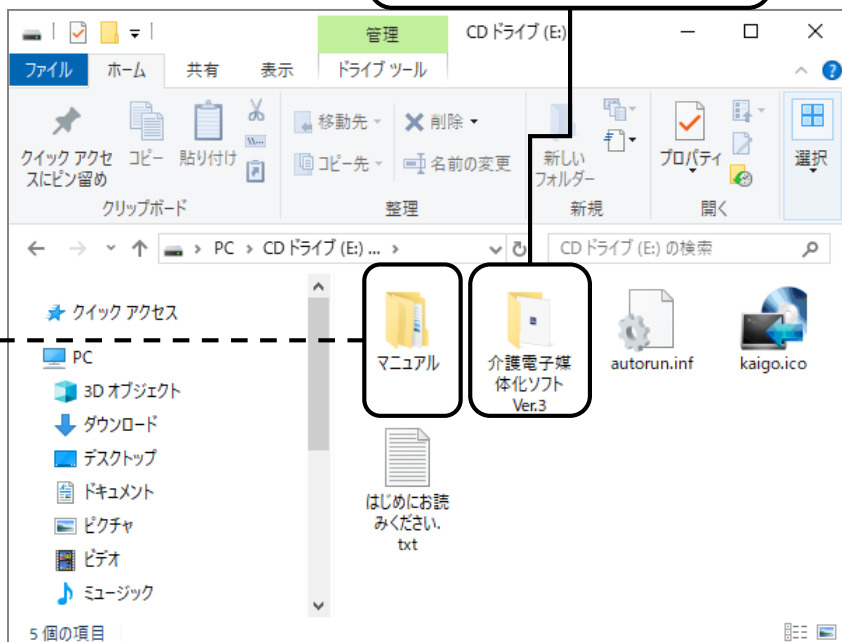 管理
CD ドライブ (E:)
ファイル
ホーム
共有
表示
ドライブ ツール
クイック アクセ
スにピン留め
コピー
貼り付け
移動先
コピー先
削除
名前の変更
新しい
フォルダー
プロパティ
選択
クリップボード
整理
新規
開く
PC › CD ドライブ (E:) ... ›
CD ドライブ (E:) の検索
クイック アクセス
PC
3D オブジェクト
ダウンロード
デスクトップ
ドキュメント
ピクチャ
ビデオ
ミュージック
マニュアル
介護電子媒
体化ソフト
Ver.3
autorun.inf
kaigo.ico
はじめにお読
みください.
txt
5 個の項目